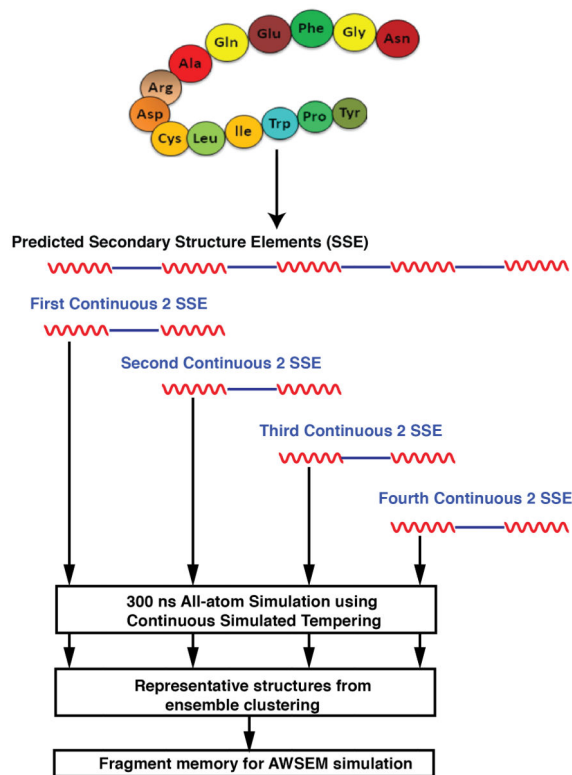 Gln
Glu
Phe
Gly
Asn
Ala
Arg
Asp
Cys
Leu
Ile
Trp
Pro
Tyr
Predicted Secondary Structure Elements (SSE)
First Continuous 2 SSE
Second Continuous 2 SSE
Third Continuous 2 SSE
Fourth Continuous 2 SSE
300 ns All-atom Simulation using
Continuous Simulated Tempering
Representative structures from
ensemble clustering
Fragment memory for AWSEM simulation